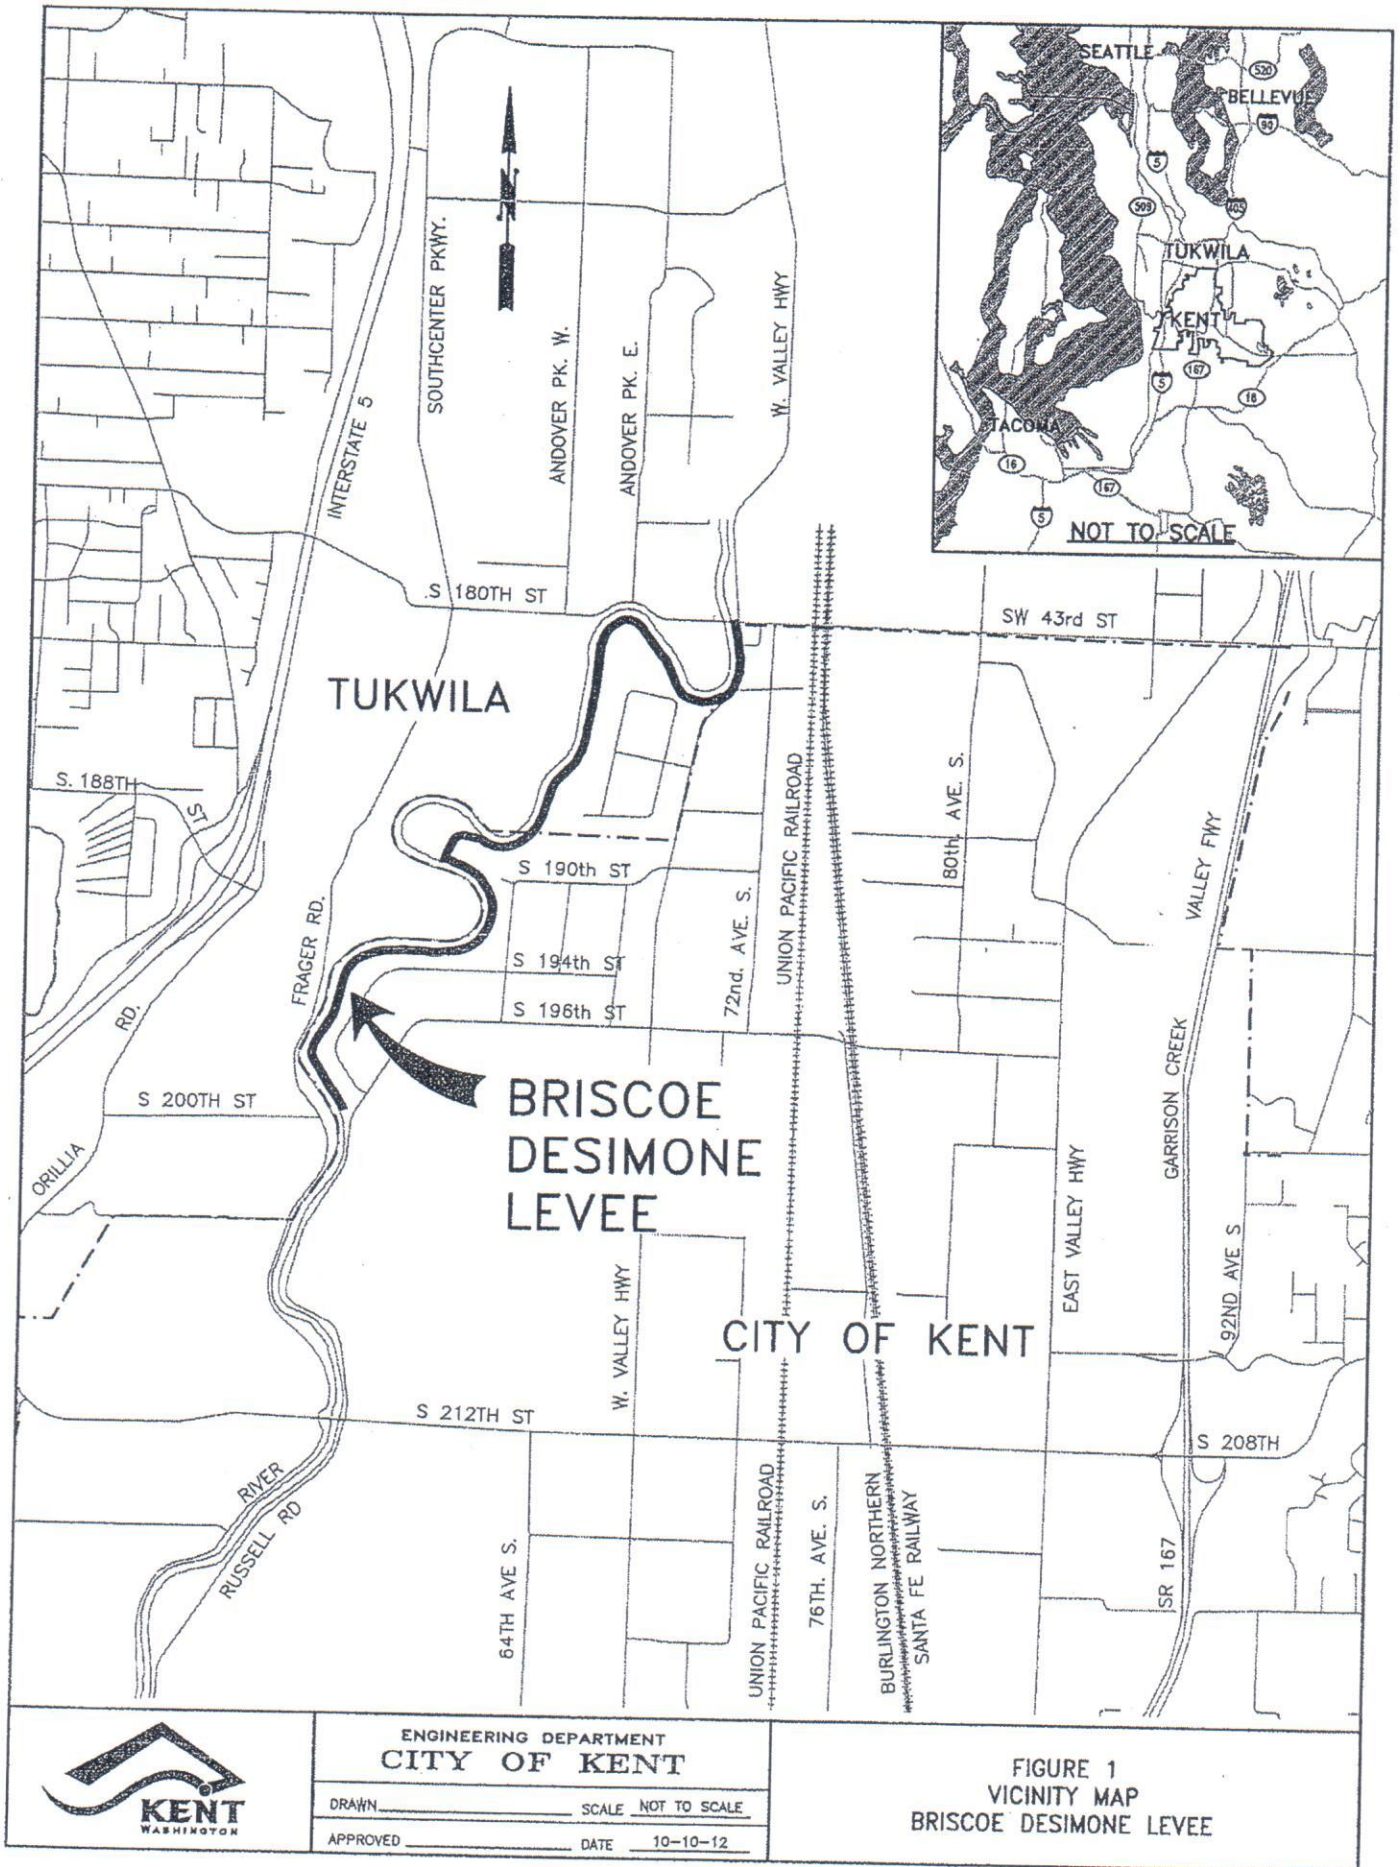 SEATTLE
520
BELLEVUE
90
5
509
405
TUKWILA
KENT
5
167
18
TACOMA
16
167
5
NOT TO SCALE
N
SOUTHCENTER PKWY.
W. VALLEY HWY
ANDOVER PK. W.
ANDOVER PK. E.
INTERSTATE 5
S 180TH ST
SW 43rd ST
TUKWILA
S. 188TH
ST
UNION PACIFIC RAILROAD
80th. AVE. S.
VALLEY FWY
S 190th ST
FRAGER RD.
S 194th ST
72nd. AVE. S.
S 196th ST
RD.
ORILLIA
S 200TH ST
BRISCOE
DESIMONE
LEVEE
GARRISON CREEK
EAST VALLEY HWY
92ND AVE S
W. VALLEY HWY
CITY OF KENT
S 212TH ST
S 208TH
RIVER
RUSSELL RD
64TH AVE S.
UNION PACIFIC RAILROAD
76TH. AVE. S.
BURLINGTON NORTHERN
SANTA FE RAILWAY
SR 167
KENT
WASHINGTON
ENGINEERING DEPARTMENT
CITY OF KENT
DRAWN SCALE NOT TO SCALE
APPROVED DATE 10-10-12
FIGURE 1
VICINITY MAP
BRISCOE DESIMONE LEVEE